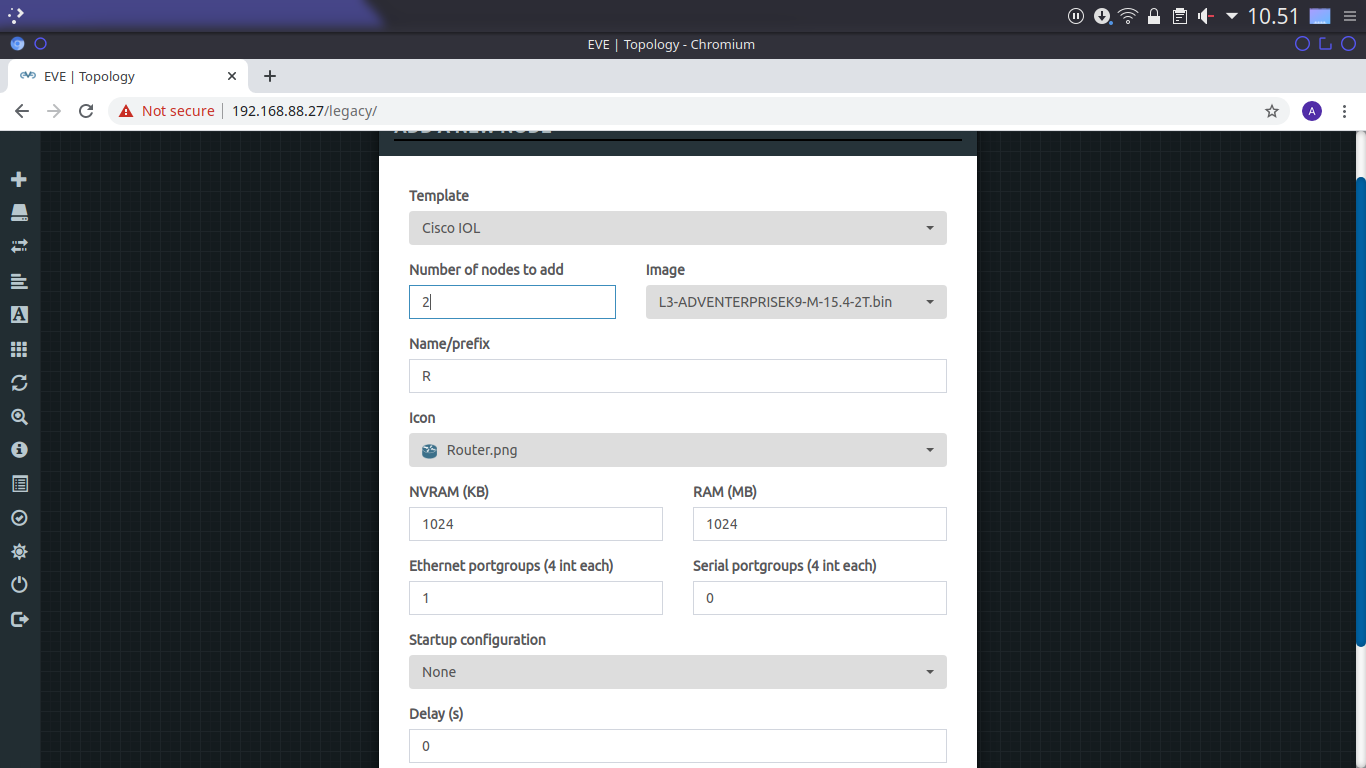 10.51
EVE | Topology - Chromium
EVE | Topology
Not secure 192.168.88.27/legacy/
A
ADD A NEW NODE
Template
Cisco IOL
Number of nodes to add Image
2 L3-ADVENTERPRISEK9-M-15.4-2T.bin
Name/prefix
R
Icon
Router.png
NVRAM (KB) RAM (MB)
1024 1024
Ethernet portgroups (4 int each) Serial portgroups (4 int each)
1 0
Startup configuration
None
Delay (s)
0